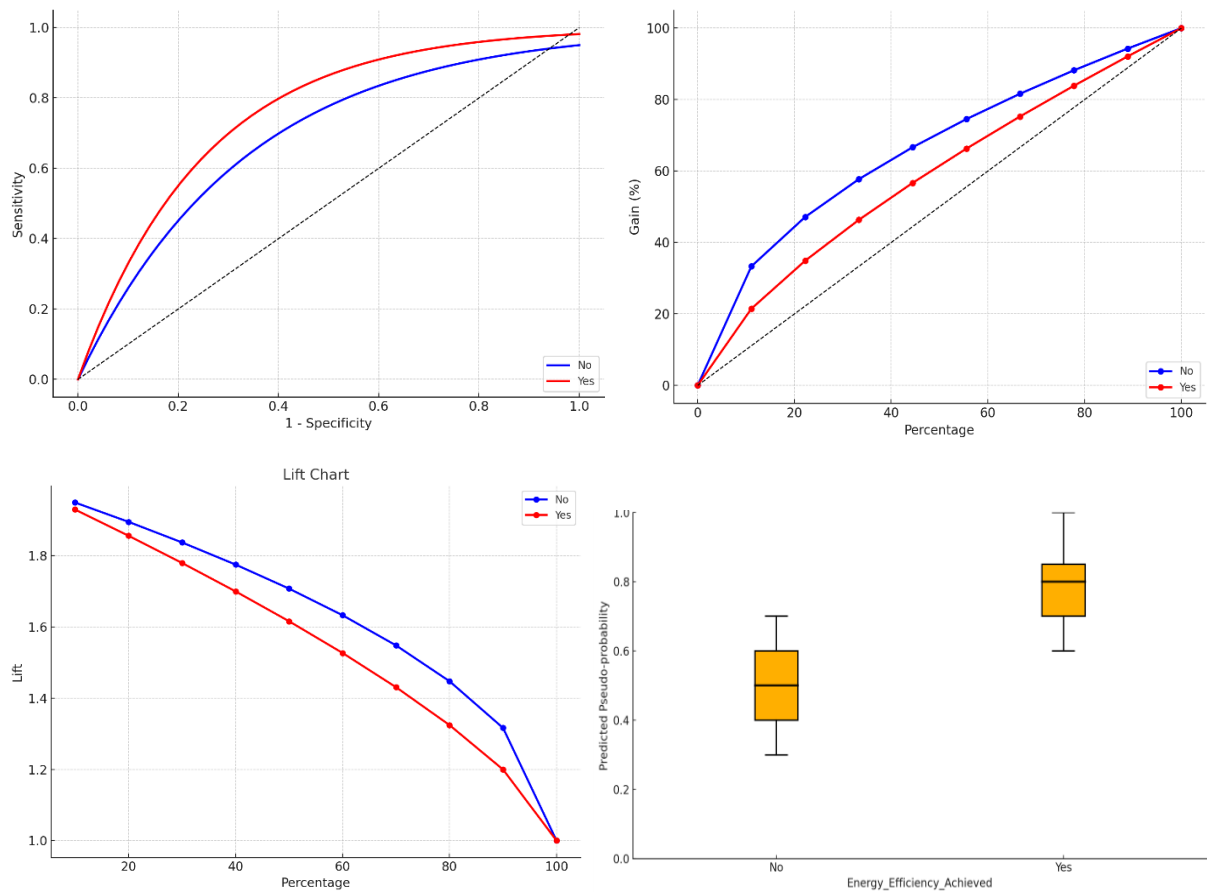 1.0
0.8
0.6
0.4
0.2
0.0
Sensitivity
0.0 0.2 0.4 0.6 0.8 1.0
1 - Specificity
No
Yes
100
80
60
40
20
0
Gain (%)
0 20 40 60 80 100
Percentage
No
Yes
Lift Chart
1.8
1.6
1.4
1.2
1.0
Lift
20 40 60 80 100
Percentage
No
Yes
1.0
0.8
0.6
0.4
0.2
0.0
Predicted Pseudo-probability
No Yes
Energy_Efficiency_Achieved